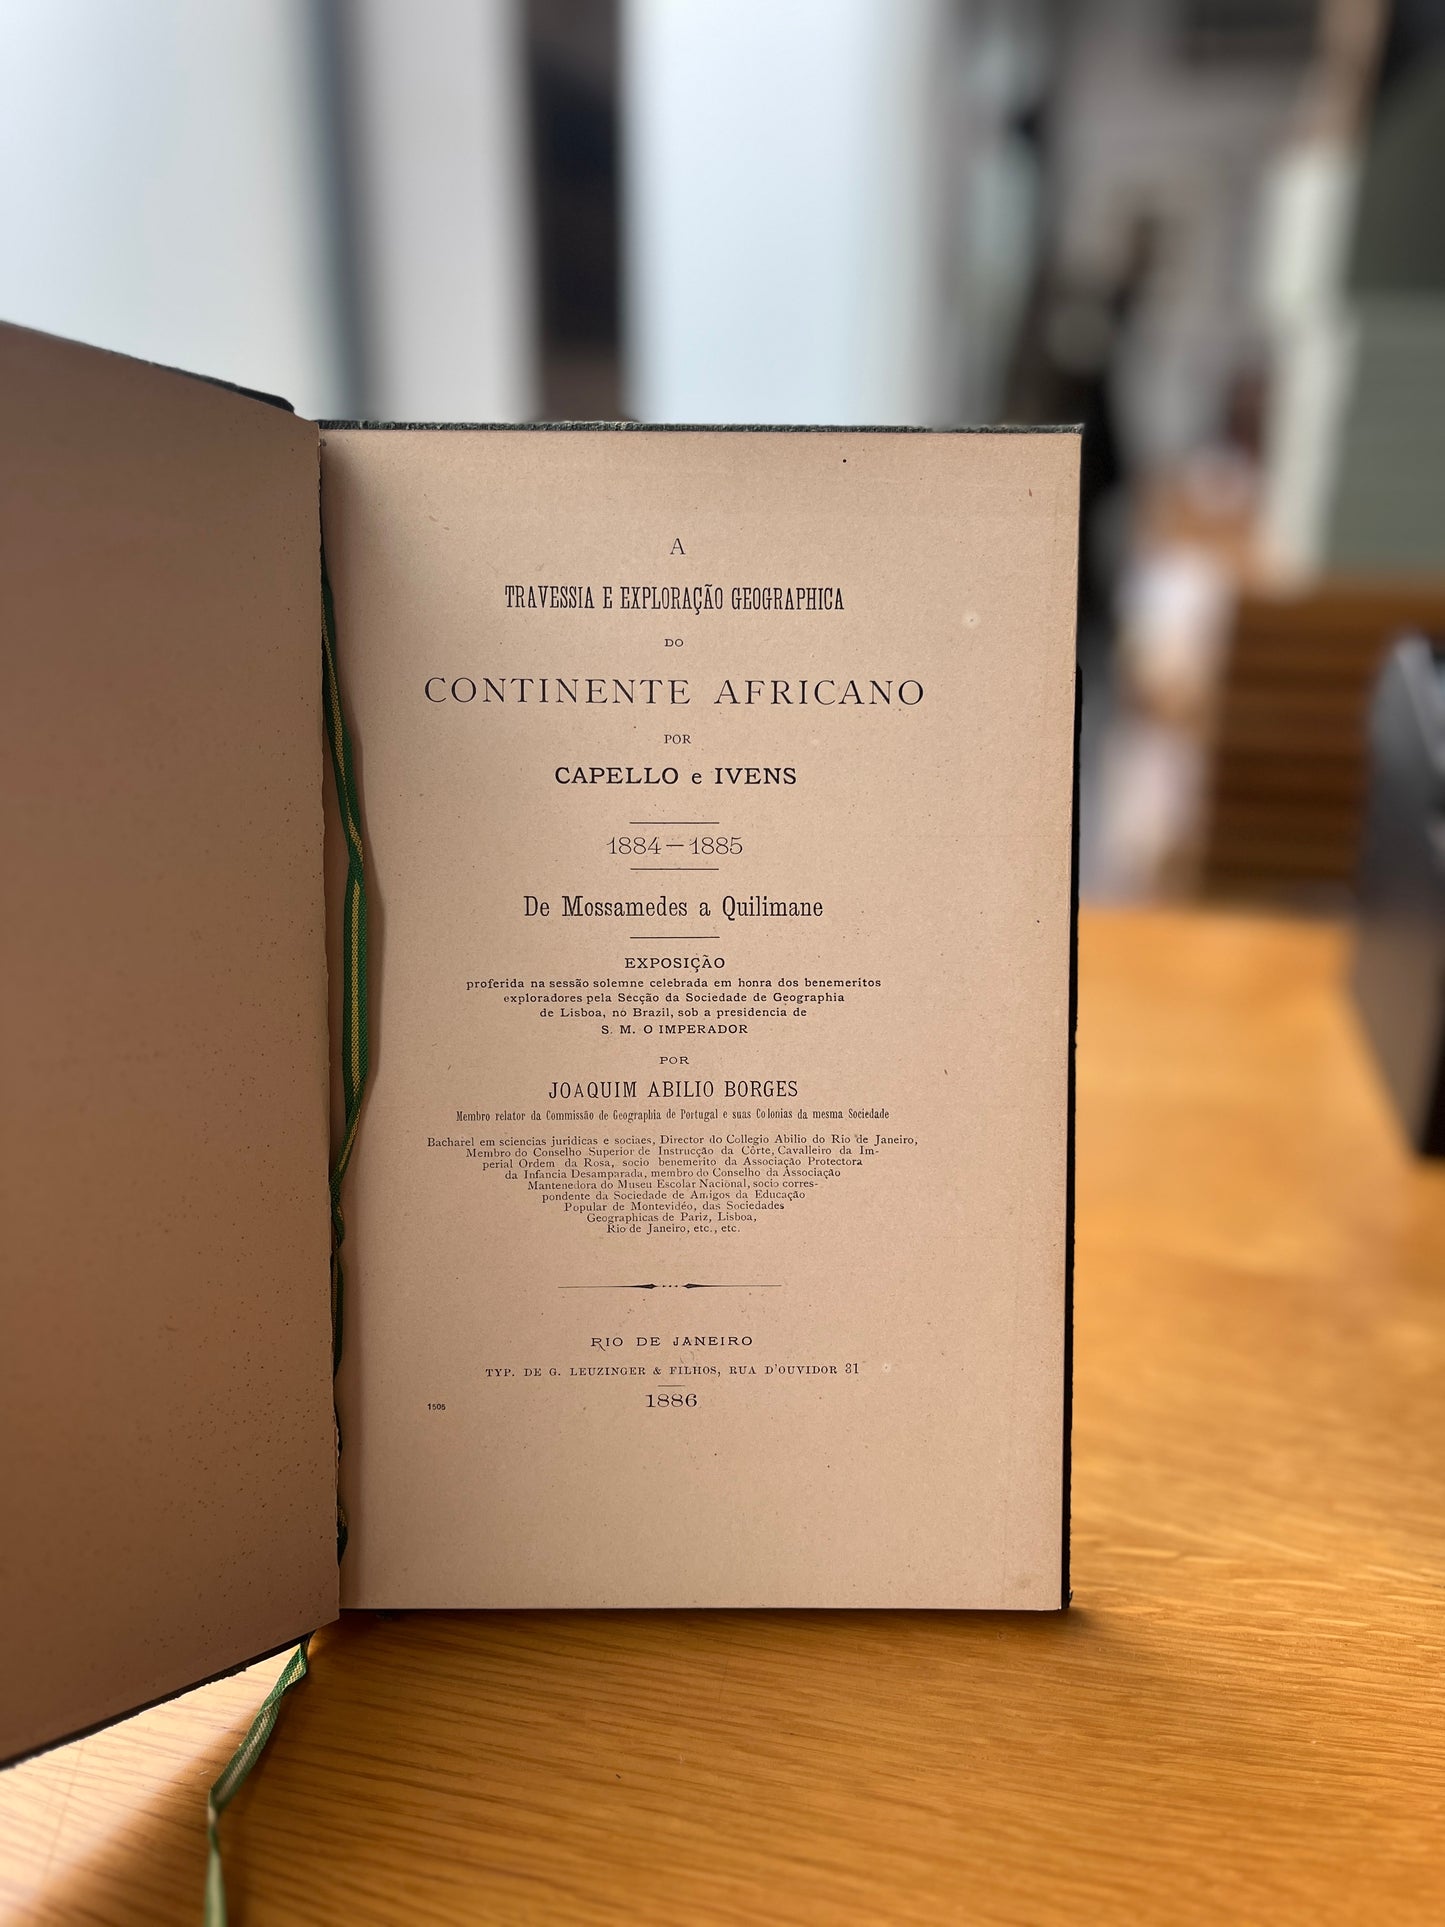 A
TRAVESSIA E EXPLORAÇÃO GEOGRAPHICA
DO
CONTINENTE AFRICANO
POR
CAPELLO e IVENS
1884—1885
De Mossamedes a Quilimane
EXPOSIÇÃO
proferida na sessão solemne celebrada em honra dos benemeritos
exploradores pela Secção da Sociedade de Geographia
de Lisboa, no Brazil, sob a presidencia de
S. M. O IMPERADOR
POR
JOAQUIM ABILIO BORGES
Membro relator da Commissão de Geographia de Portugal e suas Colonias da mesma Sociedade
Bacharel em sciencias juridicas e sociaes, Director do Collegio Abilio do Rio de Janeiro,
Membro do Conselho Superior de Instrucção da Côrte, Cavalleiro da Im-
perial Ordem da Rosa, socio benemerito da Associação Protectora
da Infancia Desamparada, membro do Conselho da Associação
Mantenedora do Museu Escolar Nacional, socio corres-
pondente da Sociedade de Amigos da Educação
Popular de Montevidéo, das Sociedades
Geographicas de Pariz, Lisboa,
Rio de Janeiro, etc., etc.
RIO DE JANEIRO
TYP. DE G. LEUZINGER & FILHOS, RUA D'OUVIDOR 31
1886
1505